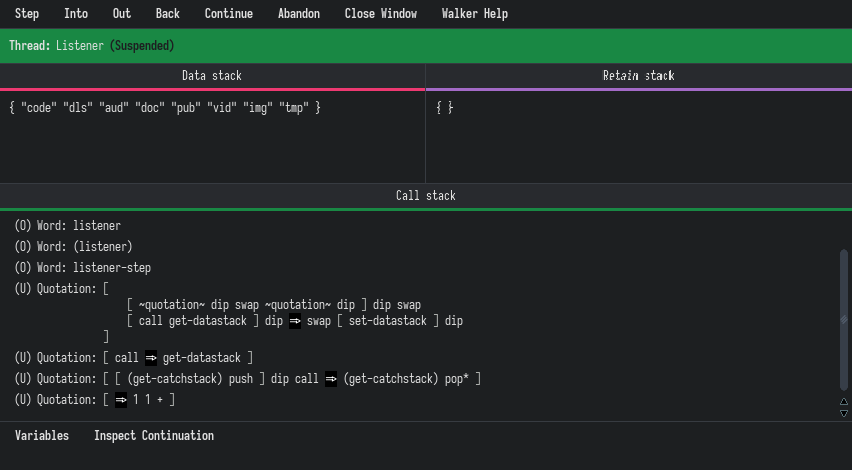 Step Into Out Back Continue Abandon Close Window Walker Help
Thread: Listener (Suspended)
Data stack
Retain stack
{ "code" "dls" "aud" "doc" "pub" "vid" "img" "tmp" }
{ }
Call stack
(O) Word: listener
(O) Word: (listener)
(O) Word: listener-step
(U) Quotation: [
[ ~quotation~ dip swap ~quotation~ dip ] dip swap
[ call get-datastack ] dip => swap [ set-datastack ] dip
]
(U) Quotation: [ call => get-datastack ]
(U) Quotation: [ [ (get-catchstack) push ] dip call => (get-catchstack) pop* ]
(U) Quotation: [ => 1 1 + ]
Variables Inspect Continuation